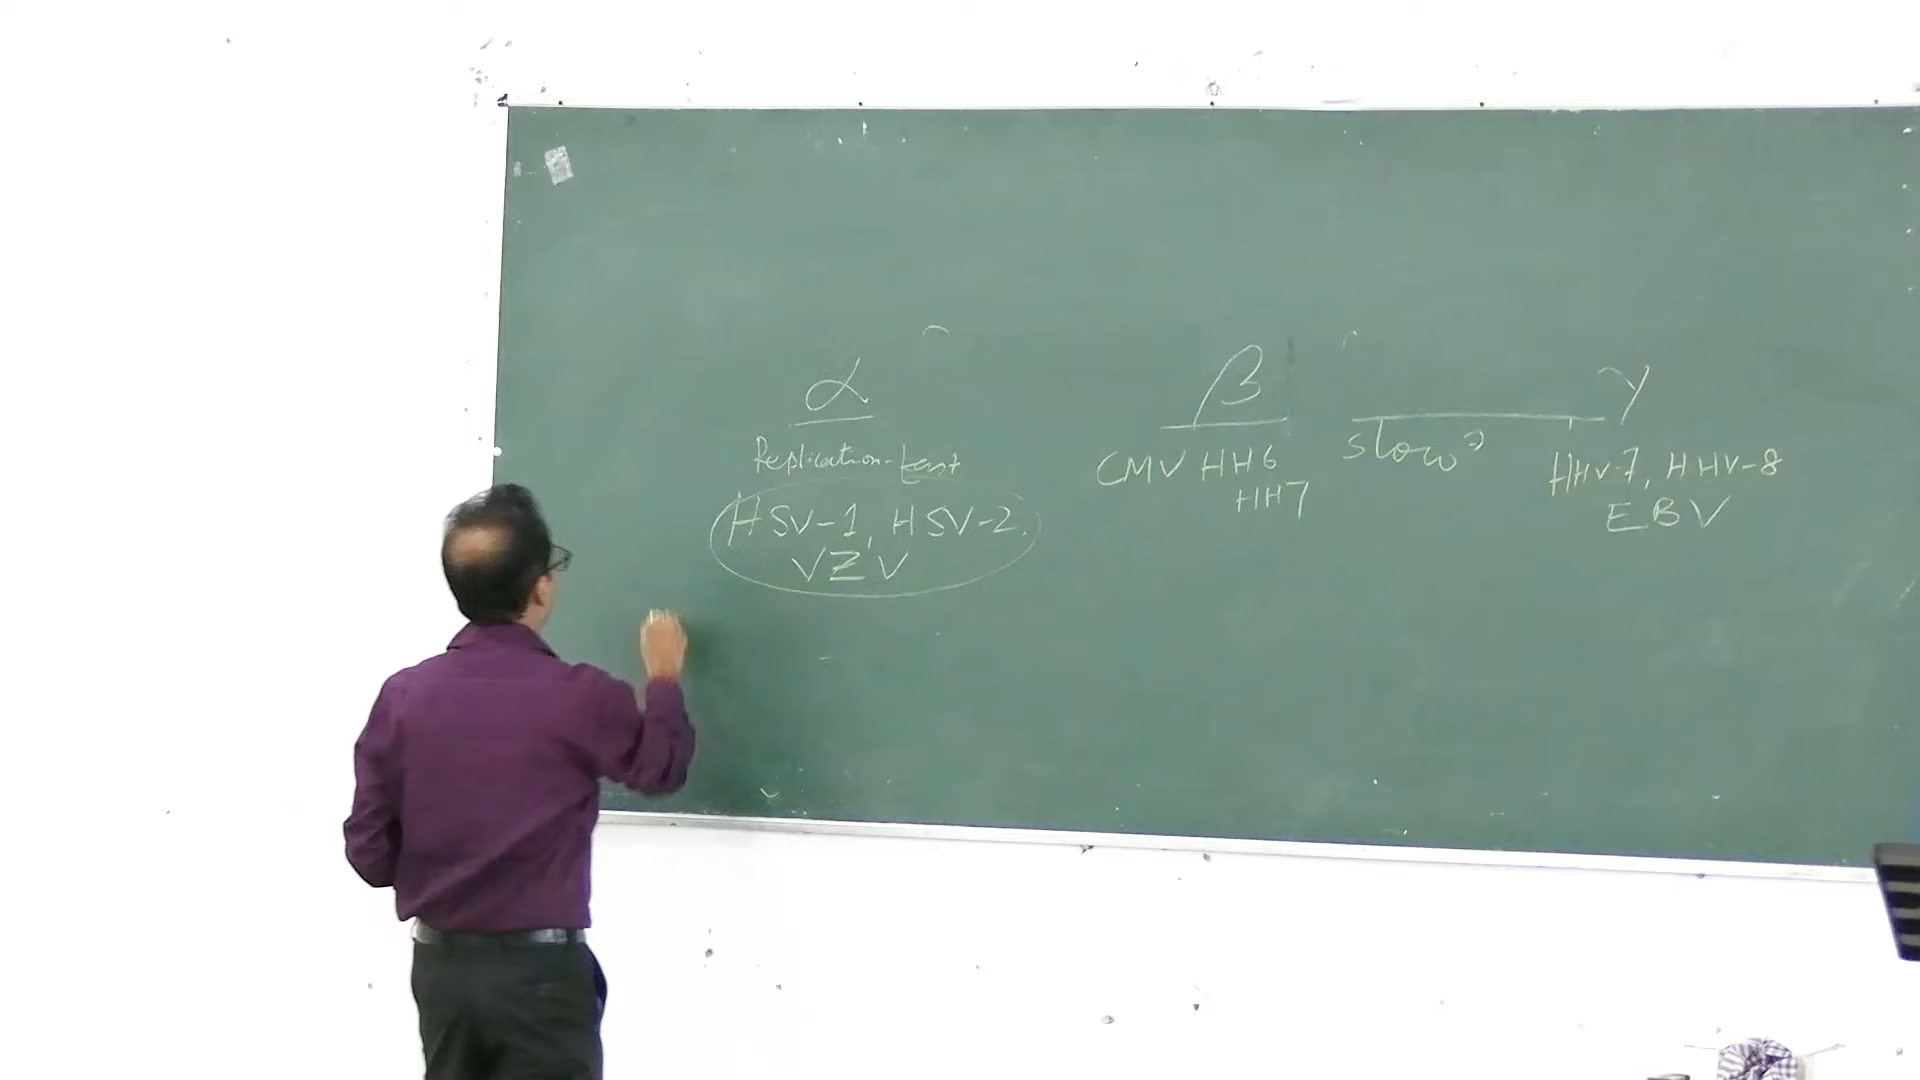 α
Replication-fast
HSV-1, HSV-2.
VZV
β
CMV HH6
HH7
slow
γ
HHV-7, HHV-8
EBV